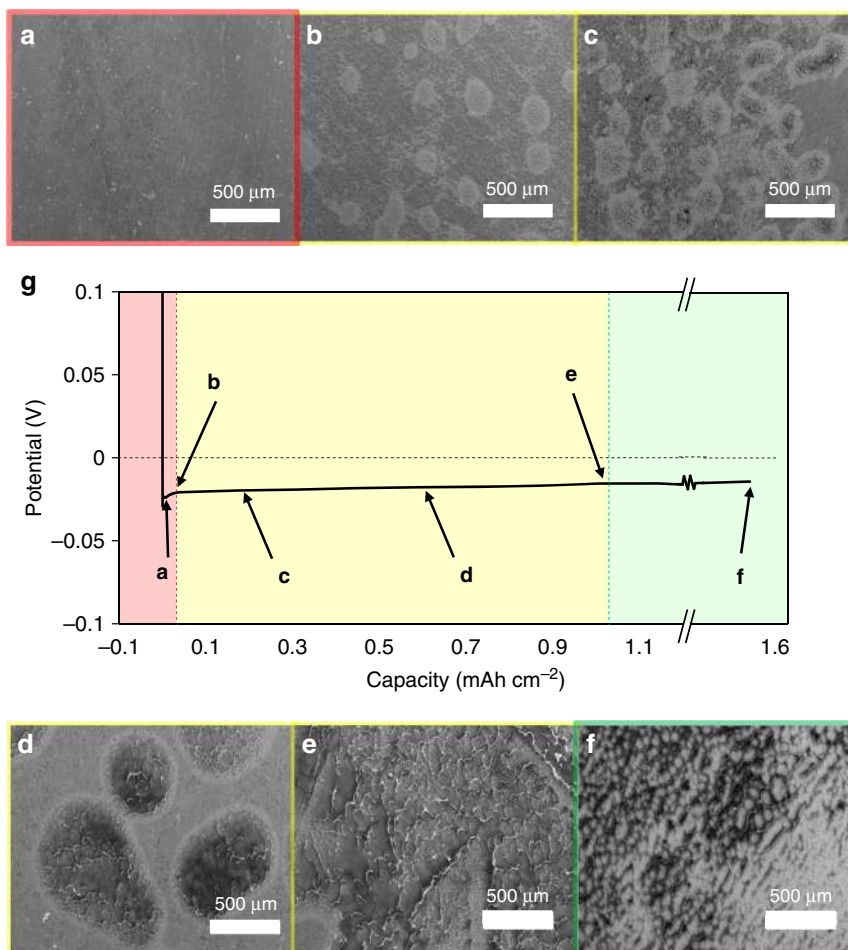 a
b
c
500 μm
500 μm
500 μm
g
0.1
0.05
0
−0.05
−0.1
Potential (V)
b
e
a
c
d
f
−0.1
0.1
0.3
0.5
0.7
0.9
1.1
1.6
Capacity (mAh cm⁻²)
d
e
f
500 μm
500 μm
500 μm